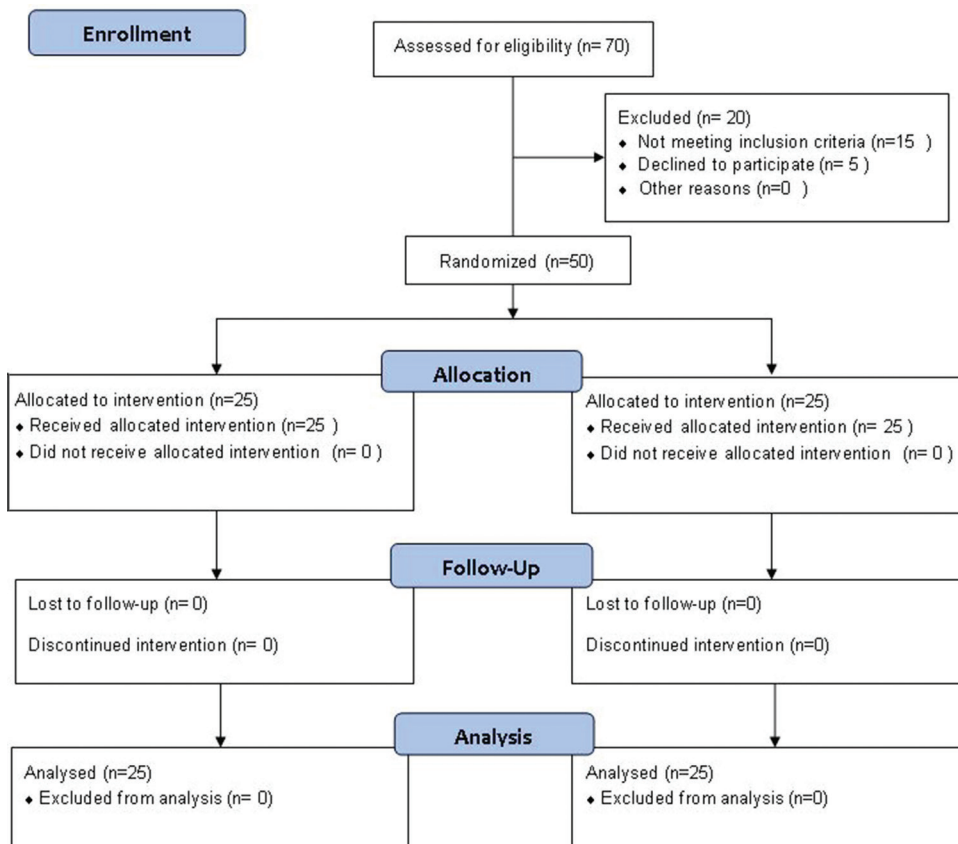 Enrollment
Assessed for eligibility (n= 70)
Excluded (n= 20)
♦ Not meeting inclusion criteria (n=15 )
♦ Declined to participate (n= 5 )
♦ Other reasons (n=0 )
Randomized (n=50)
Allocation
Allocated to intervention (n=25)
♦ Received allocated intervention (n=25 )
♦ Did not receive allocated intervention (n= 0 )
Allocated to intervention (n=25)
♦ Received allocated intervention (n= 25 )
♦ Did not receive allocated intervention (n= 0 )
Follow-Up
Lost to follow-up (n= 0)
Discontinued intervention (n= 0)
Lost to follow-up (n=0)
Discontinued intervention (n=0)
Analysis
Analysed (n=25)
♦ Excluded from analysis (n= 0)
Analysed (n=25)
♦ Excluded from analysis (n=0)